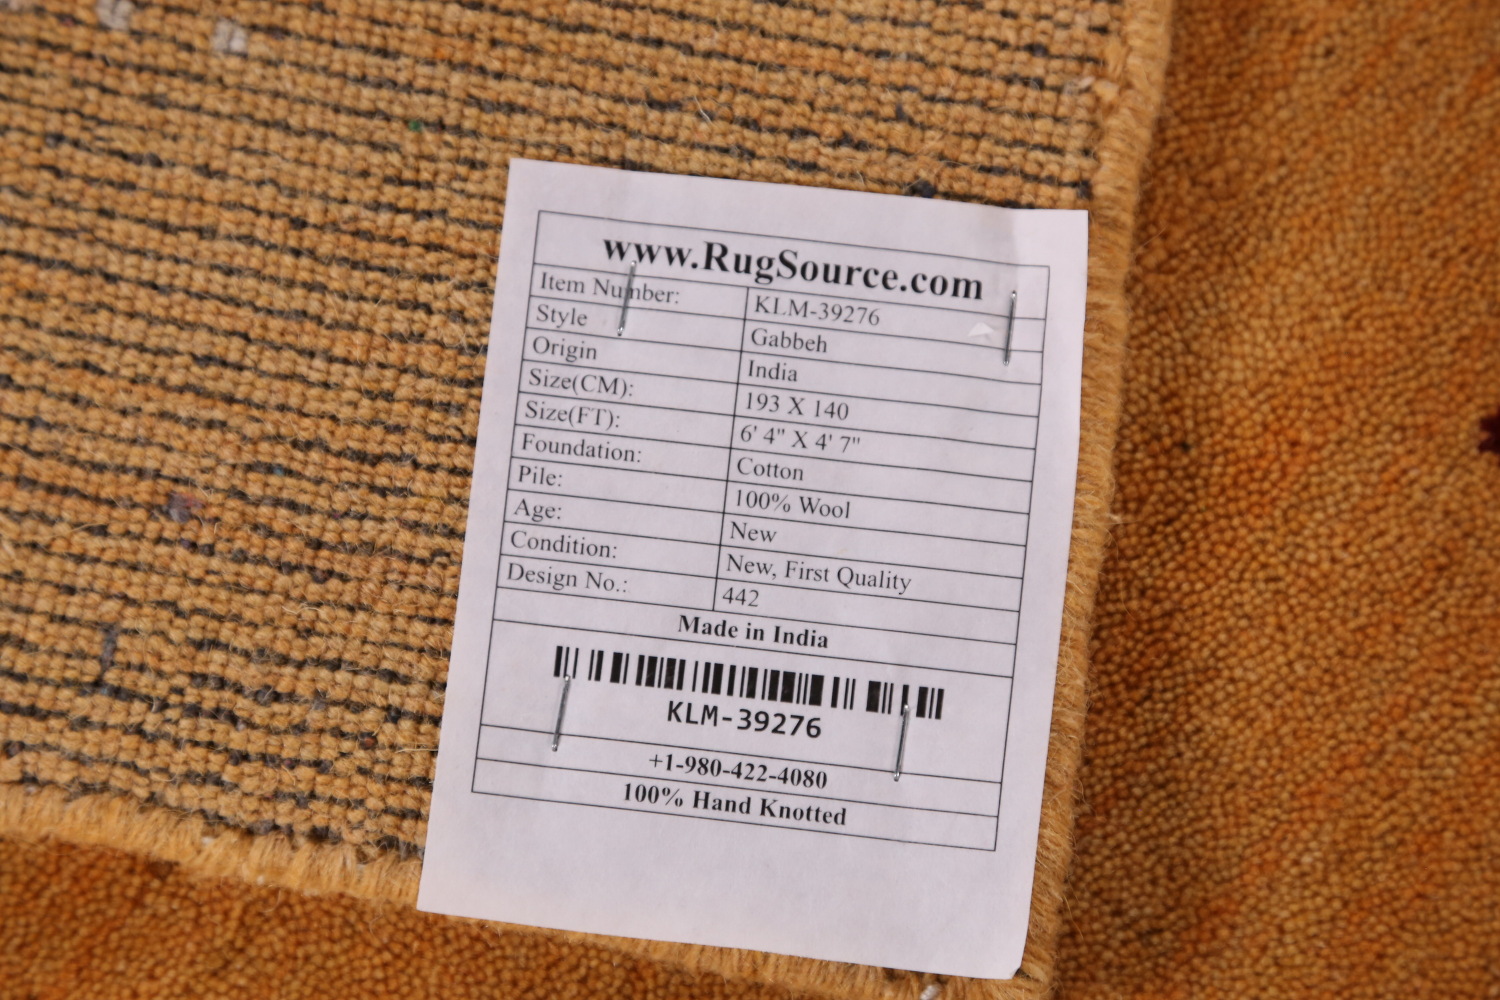 www.RugSource.com
Item Number: KLM-39276
Style Gabbeh
Origin India
Size(CM): 193 X 140
Size(FT): 6' 4" X 4' 7"
Foundation: Cotton
Pile: 100% Wool
Age: New
Condition: New, First Quality
Design No.: 442
Made in India
KLM-39276
+1-980-422-4080
100% Hand Knotted